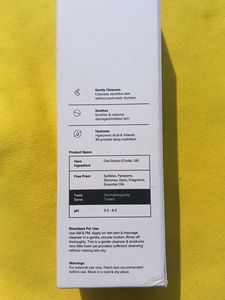 Gently Cleanses
Cleanses sensitive skin
without post-wash dryness
Soothes
Soothes & restores
damaged/irritated skin
Hydrates
Hyaluronic Acid & Vitamin
B5 provide deep hydration
Product Specs
Hero
Ingredient
Oat Extract (Croda, UK)
Free From
Sulfates, Parabens,
Silicones, Dyes, Fragrance,
Essential Oils
Tests
Done
Dermatologically
Tested
pH
5.5 - 6.5
Directions For Use
Use AM & PM. Apply on wet skin & massage
cleanser in a gentle, circular motion. Rinse off
thoroughly. This is a gentle cleanser & produces
very little foam yet provides sufficient cleansing
without making skin dry.
Warnings
For external use only. Patch-test recommended
before use. Store in a cool & dry place.